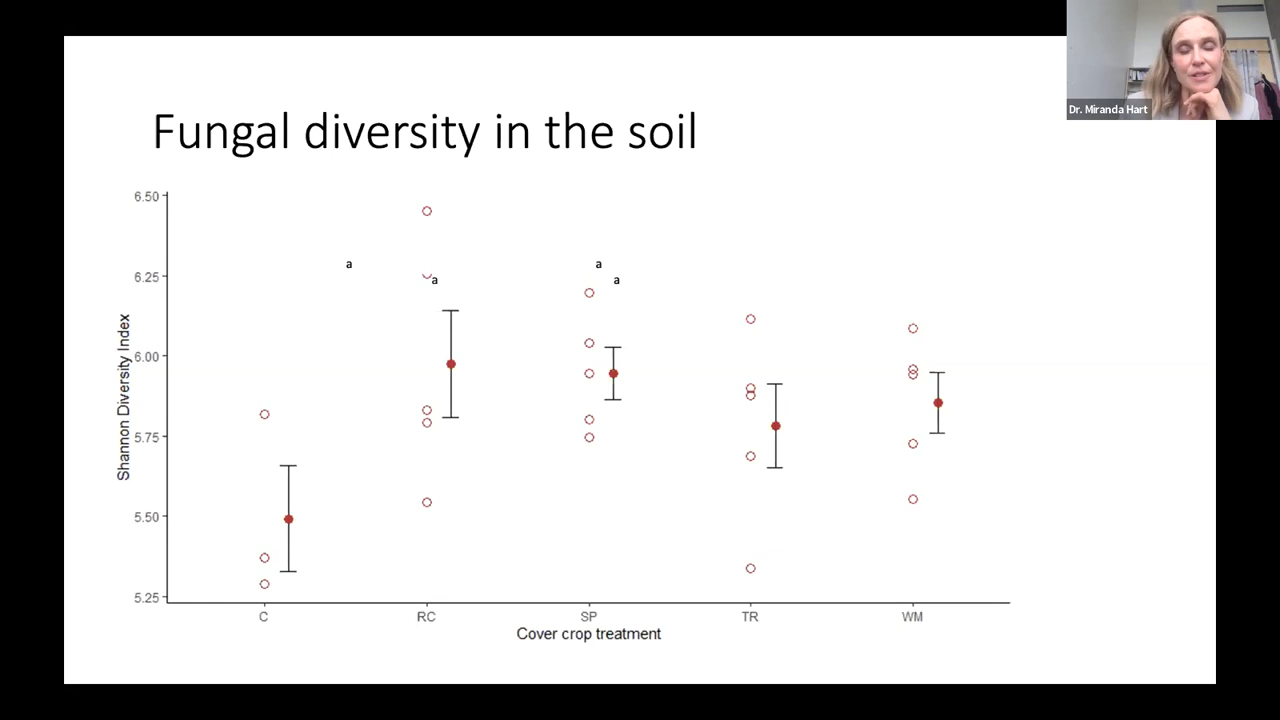 Dr. Miranda Hart
Fungal diversity in the soil
6.50
6.25
6.00
5.75
5.50
5.25
Shannon Diversity Index
a
a
a
a
C
RC
SP
TR
WM
Cover crop treatment